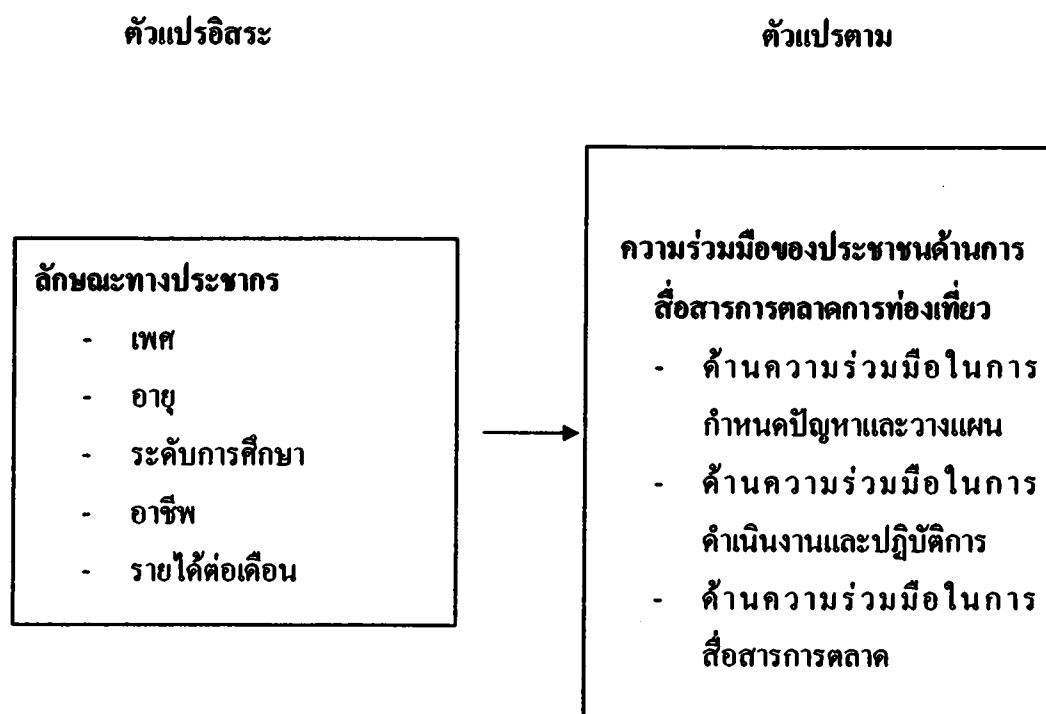 ตัวแปรอิสระ
ตัวแปรตาม
ลักษณะทางประชากร
- เพศ
- อายุ
- ระดับการศึกษา
- อาชีพ
- รายได้ต่อเดือน
ความร่วมมือของประชาชนด้านการ
สื่อสารการตลาดการท่องเที่ยว
- ด้านความร่วมมือในการ
กำหนดปัญหาและวางแผน
- ด้านความร่วมมือในการ
ดำเนินงานและปฏิบัติการ
- ด้านความร่วมมือในการ
สื่อสารการตลาด